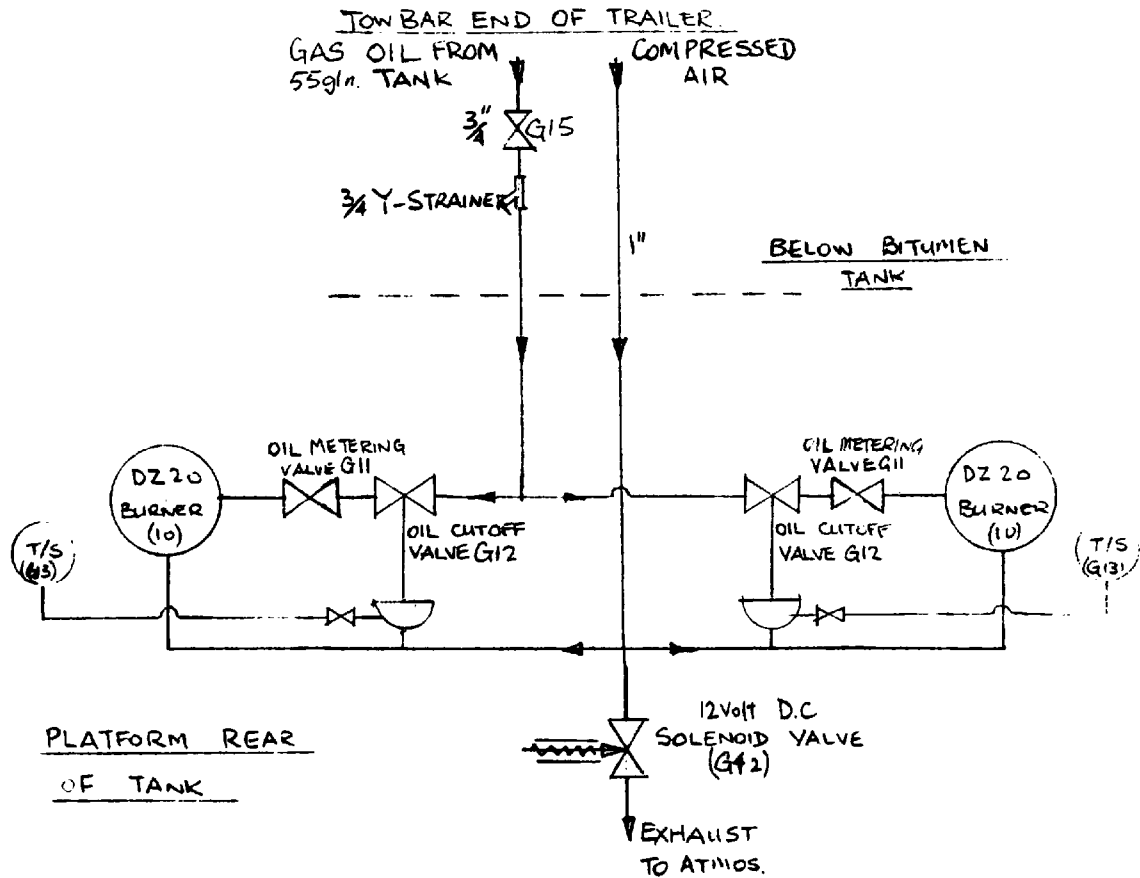 TOW BAR END OF TRAILER.
GAS OIL FROM
55gln. TANK
COMPRESSED
AIR
3/4" G15
3/4 Y-STRAINER
1"
BELOW BITUMEN
TANK
OIL METERING
VALVE G11
OIL METERING
VALVE G11
DZ 20
BURNER
(10)
DZ 20
BURNER
(10)
OIL CUTOFF
VALVE G12
OIL CUTOFF
VALVE G12
T/S
(G13)
T/S
(G13)
PLATFORM REAR
OF TANK
12Volt D.C
SOLENOID VALVE
(G42)
EXHAUST
TO ATMOS.